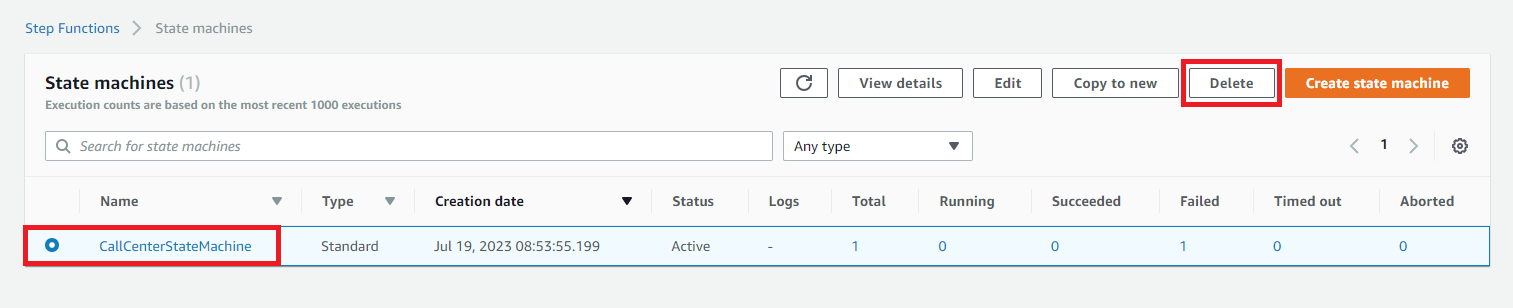 Step Functions > State machines
State machines (1)
Execution counts are based on the most recent 1000 executions
View details
Edit
Copy to new
Delete
Create state machine
Search for state machines
Any type
1
Name Type Creation date Status Logs Total Running Succeeded Failed Timed out Aborted
CallCenterStateMachine Standard Jul 19, 2023 08:53:55.199 Active - 1 0 0 1 0 0